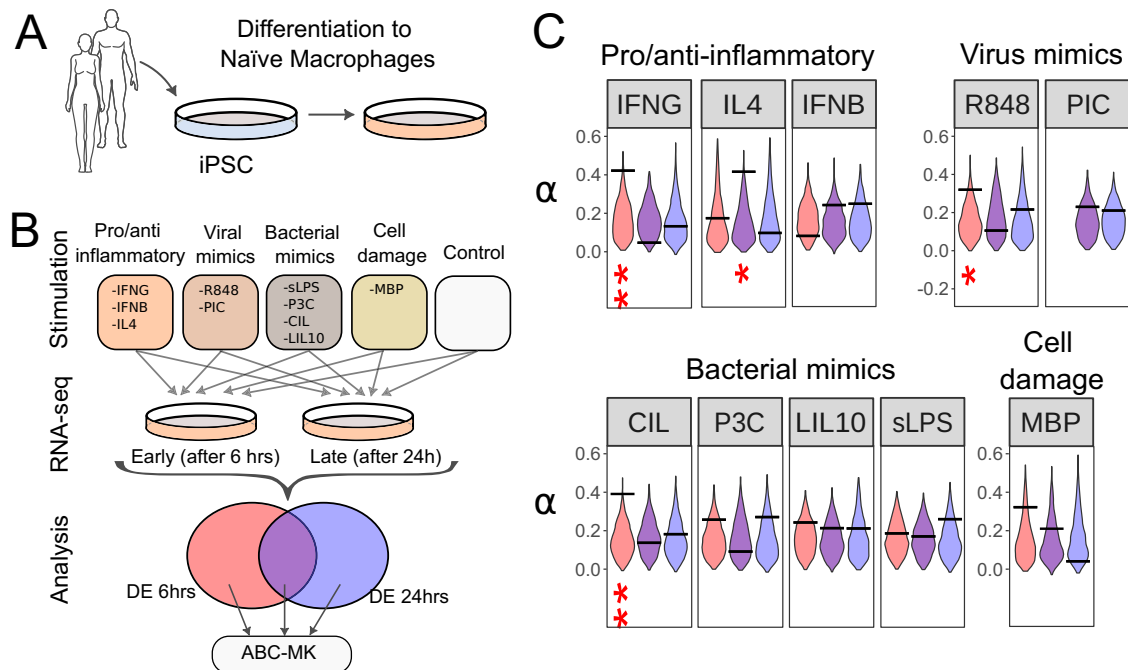 A
Differentiation to
Naïve Macrophages
iPSC
B
Stimulation
Pro/anti
inflammatory
Viral
mimics
Bacterial
mimics
Cell
damage
Control
-IFNG
-IFNB
-IL4
-R848
-PIC
-sLPS
-P3C
-CIL
-LIL10
-MBP
RNA-seq
Early (after 6 hrs)
Late (after 24h)
Analysis
DE 6hrs
DE 24hrs
ABC-MK
C
Pro/anti-inflammatory
Virus mimics
IFNG
IL4
IFNB
R848
PIC
α
0.6
0.4
0.2
0.0
0.6
0.4
0.2
0.0
-0.2
*
*
*
*
Bacterial mimics
Cell
damage
CIL
P3C
LIL10
sLPS
MBP
α
0.6
0.4
0.2
0.0
0.6
0.4
0.2
0.0
*
*